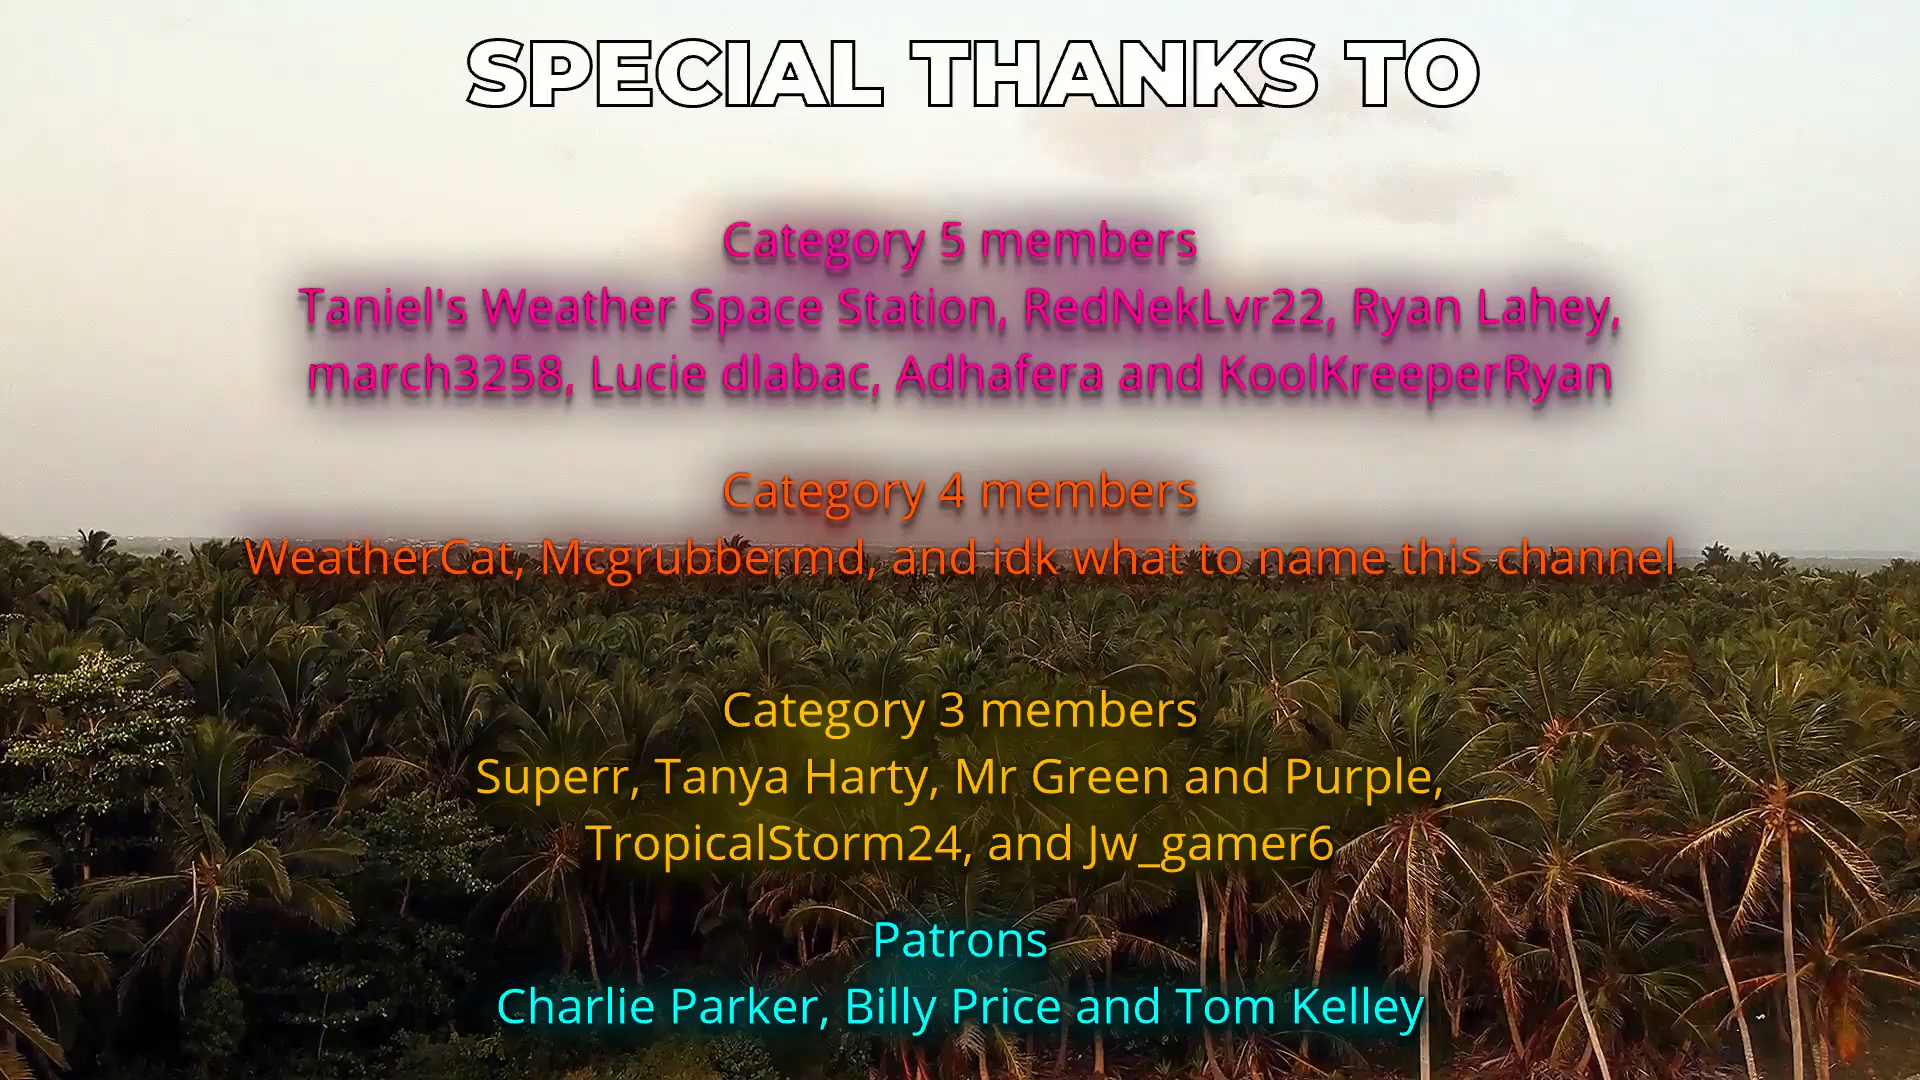 SPECIAL THANKS TO
Category 5 members
Taniel's Weather Space Station, RedNekLvr22, Ryan Lahey,
march3258, Lucie dlabac, Adhafera and KoolKreeperRyan
Category 4 members
WeatherCat, Mcgrubbermd, and idk what to name this channel
Category 3 members
Superr, Tanya Harty, Mr Green and Purple,
TropicalStorm24, and Jw_gamer6
Patrons
Charlie Parker, Billy Price and Tom Kelley